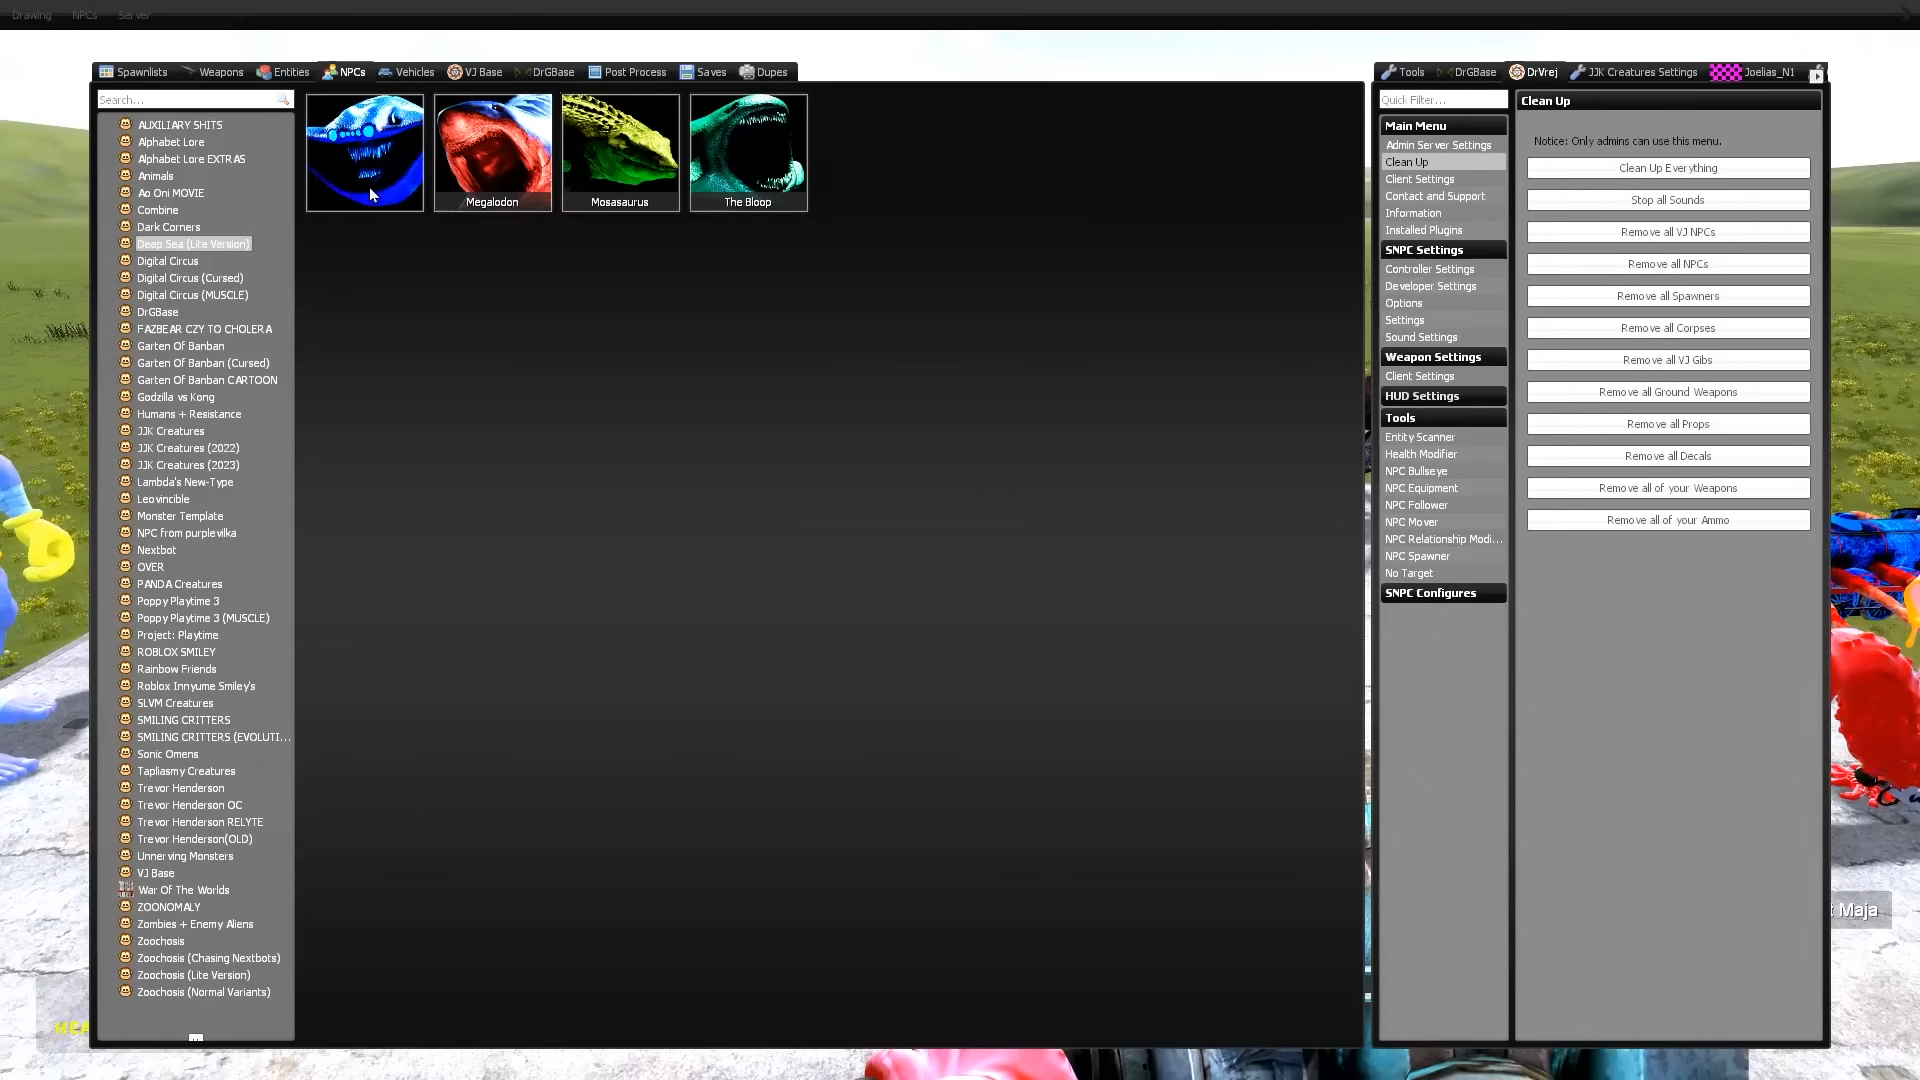 Drawing NPCs Server
Spawnlists Weapons Entities NPCs Vehicles VJ Base DrGBase Post Process Saves Dupes
Search...
AUXILIARY SHITS
Alphabet Lore
Alphabet Lore EXTRAS
Animals
Ao Oni MOVIE
Combine
Dark Corners
Deep Sea (Lite Version)
Digital Circus
Digital Circus (Cursed)
Digital Circus (MUSCLE)
DrGBase
FAZBEAR CZY TO CHOLERA
Garten Of Banban
Garten Of Banban (Cursed)
Garten Of Banban CARTOON
Godzilla vs Kong
Humans + Resistance
JJK Creatures
JJK Creatures (2022)
JJK Creatures (2023)
Lambda's New-Type
Leovincible
Monster Template
NPC from purplevilka
Nextbot
OVER
PANDA Creatures
Poppy Playtime 3
Poppy Playtime 3 (MUSCLE)
Project: Playtime
ROBLOX SMILEY
Rainbow Friends
Roblox Innyume Smiley's
SLVM Creatures
SMILING CRITTERS
SMILING CRITTERS (EVOLUTI...
Sonic Omens
Tapliasmy Creatures
Trevor Henderson
Trevor Henderson OC
Trevor Henderson RELYTE
Trevor Henderson(OLD)
Unnerving Monsters
VJ Base
War Of The Worlds
ZOONOMALY
Zombies + Enemy Aliens
Zoochosis
Zoochosis (Chasing Nextbots)
Zoochosis (Lite Version)
Zoochosis (Normal Variants)
Megalodon
Mosasaurus
The Bloop
Tools DrGBase DrVrej JJK Creatures Settings Joelias_N1
Quick Filter...
Main Menu
Admin Server Settings
Clean Up
Client Settings
Contact and Support
Information
Installed Plugins
SNPC Settings
Controller Settings
Developer Settings
Options
Settings
Sound Settings
Weapon Settings
Client Settings
HUD Settings
Tools
Entity Scanner
Health Modifier
NPC Bullseye
NPC Equipment
NPC Follower
NPC Mover
NPC Relationship Modi...
NPC Spawner
No Target
SNPC Configures
Clean Up
Notice: Only admins can use this menu.
Clean Up Everything
Stop all Sounds
Remove all VJ NPCs
Remove all NPCs
Remove all Spawners
Remove all Corpses
Remove all VJ Gibs
Remove all Ground Weapons
Remove all Props
Remove all Decals
Remove all of your Weapons
Remove all of your Ammo
Maja